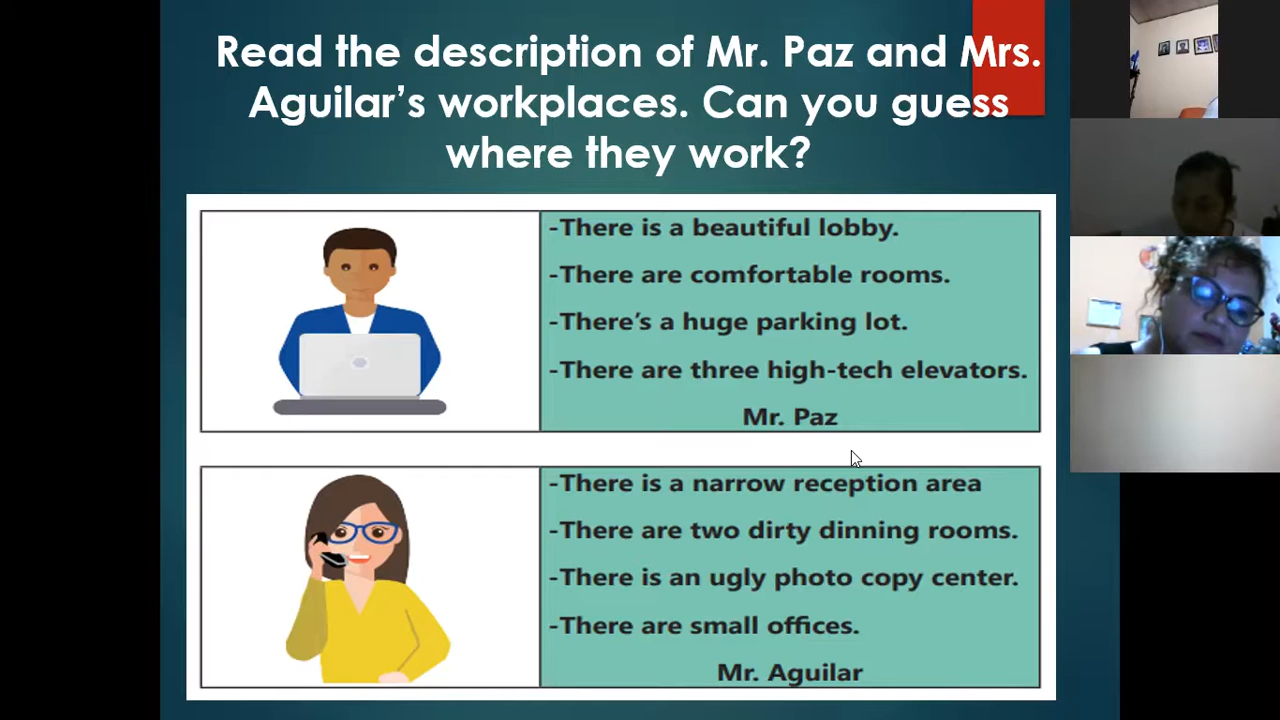 Read the description of Mr. Paz and Mrs.
Aguilar’s workplaces. Can you guess
where they work?
-There is a beautiful lobby.
-There are comfortable rooms.
-There’s a huge parking lot.
-There are three high-tech elevators.
Mr. Paz
-There is a narrow reception area
-There are two dirty dinning rooms.
-There is an ugly photo copy center.
-There are small offices.
Mr. Aguilar